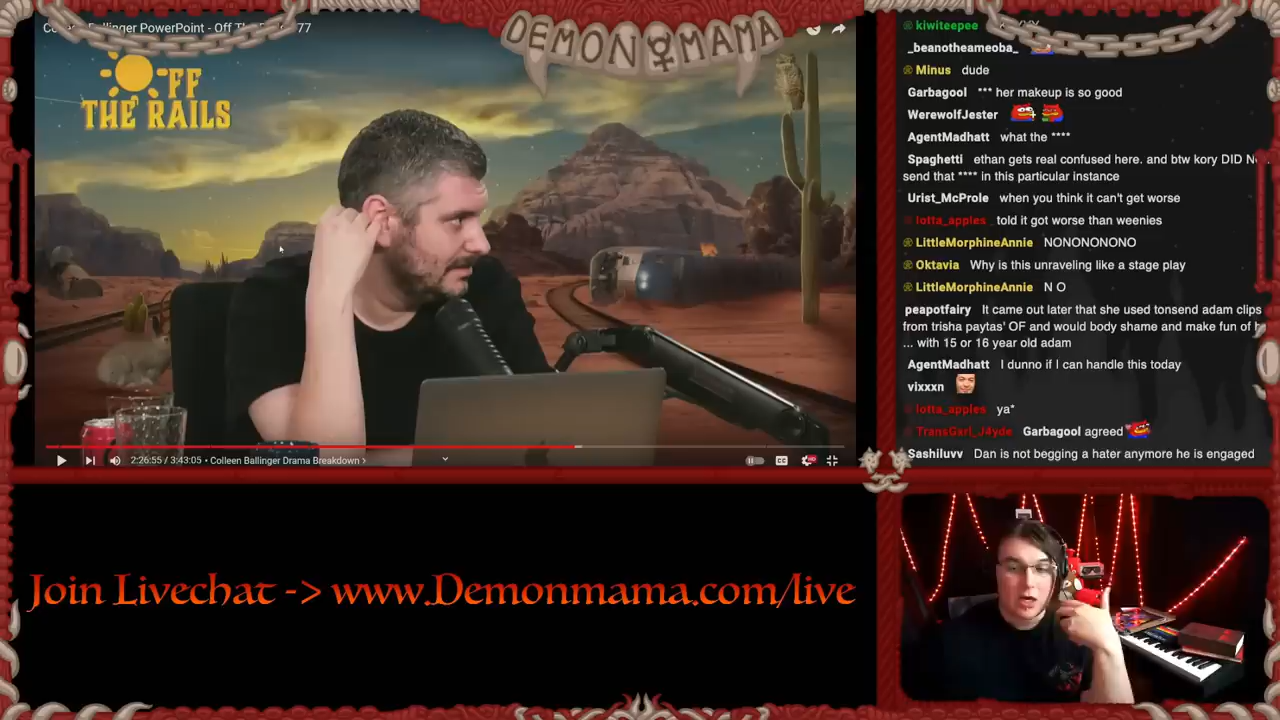 PowerPoint - Off
77
OFF
THE RAILS
DEMON MAMA
2:26:55 / 3:43:05 • Colleen Ballinger Drama Breakdown ›
CC
HD
kiwiteepee
_beanotheameoba_
Minus dude
Garbagool *** her makeup is so good
WerewolfJester
AgentMadhatt what the ****
Spaghetti ethan gets real confused here. and btw kory DID
send that **** in this particular instance
Urist_McProle when you think it can't get worse
lotta_apples told it got worse than weenies
LittleMorphineAnnie NONONONONO
Oktavia Why is this unraveling like a stage play
LittleMorphineAnnie N O
peapotfairy It came out later that she used tonsend adam clips
from trisha paytas' OF and would body shame and make fun of
... with 15 or 16 year old adam
AgentMadhatt I dunno if I can handle this today
vixxxn
lotta_apples ya*
TransGxrl_J4yde Garbagool agreed
Sashiluvv Dan is not begging a hater anymore he is engaged
Join Livechat -> www.Demonmama.com/live